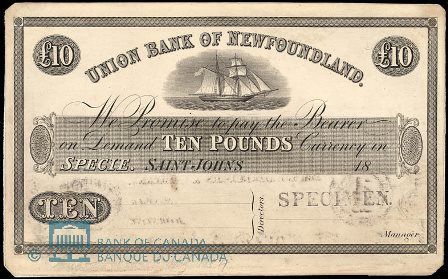 £10 UNION BANK OF NEWFOUNDLAND. £10
We Promise to pay the Bearer
on Demand TEN POUNDS Currency in
SPECIE. SAINT-JOHNS 18
TEN
Directors
SPECIMEN.
Manager.
© BANK OF CANADA
BANQUE DU CANADA